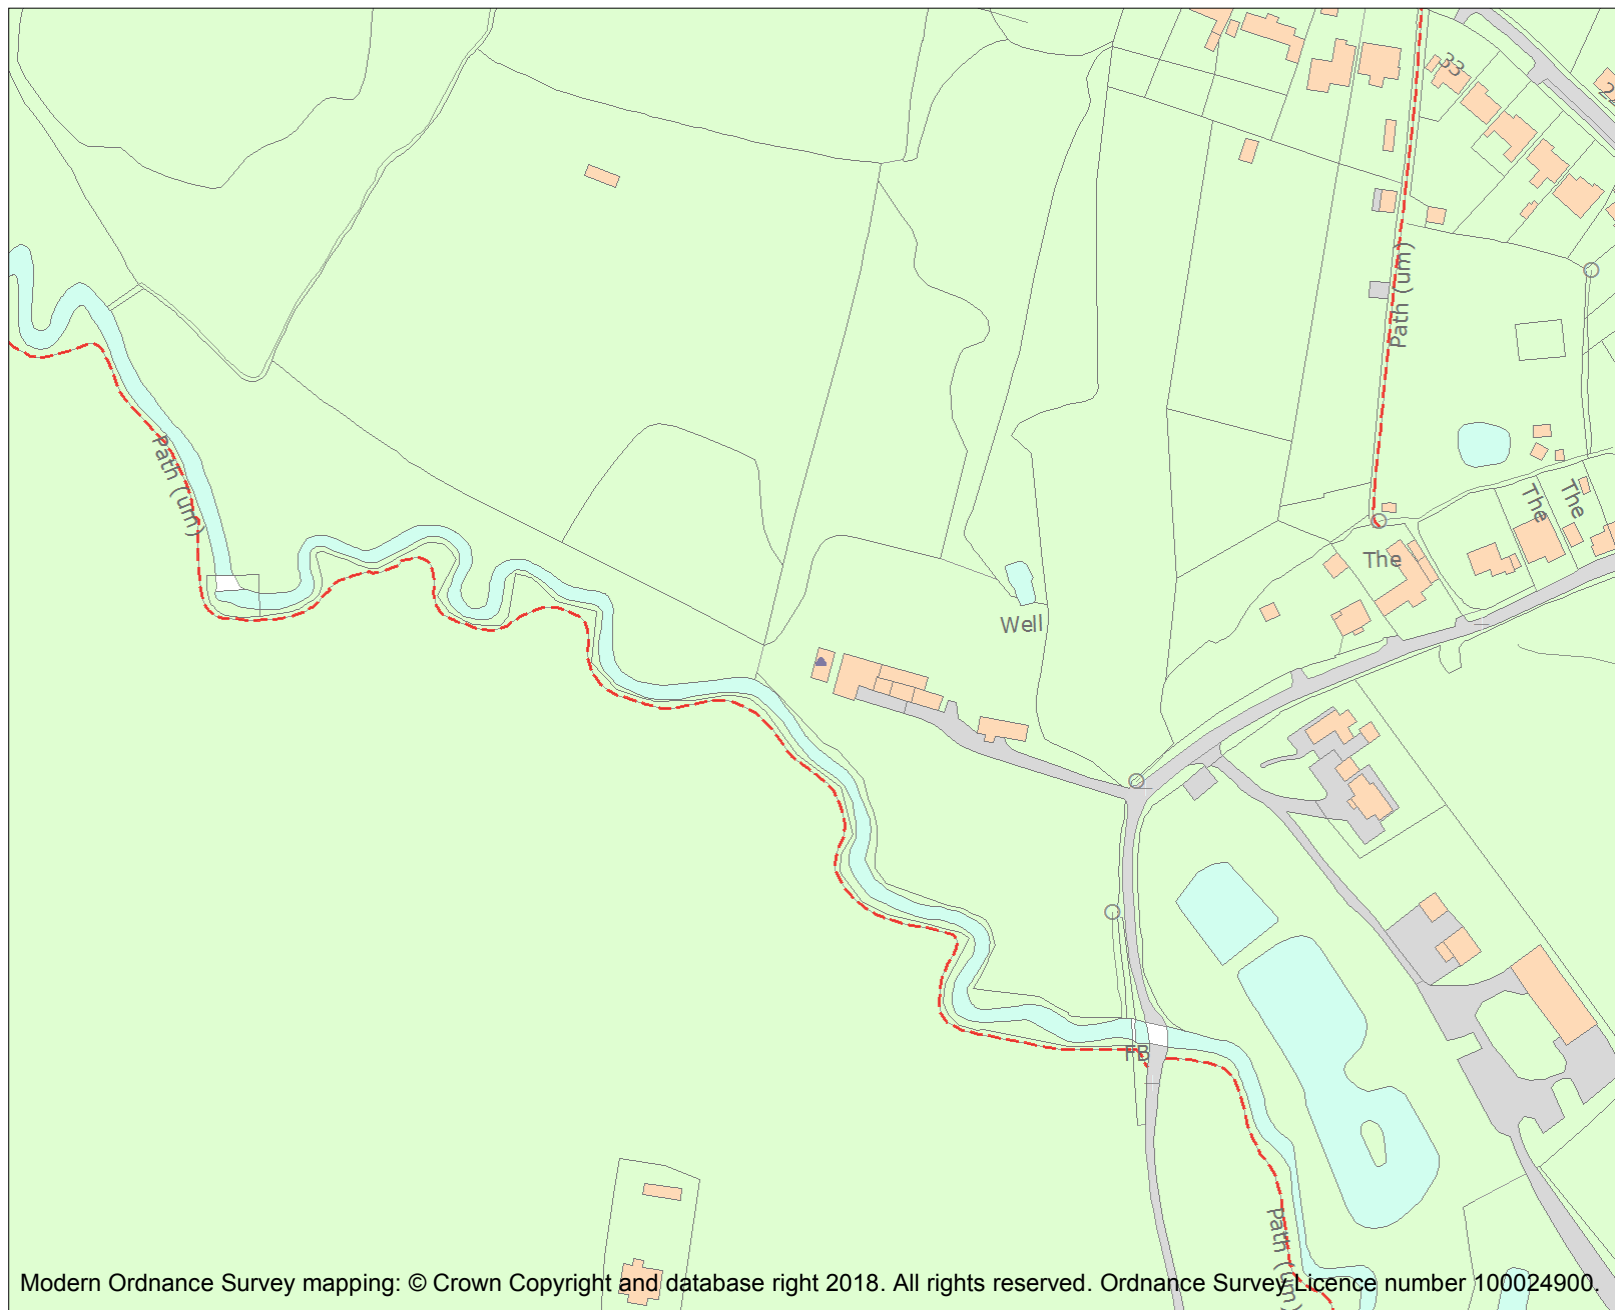 33
Path (um)
Path (um)
The
The
The
Well
FB
Path (um)
Modern Ordnance Survey mapping: © Crown Copyright and database right 2018. All rights reserved. Ordnance Survey Licence number 100024900.